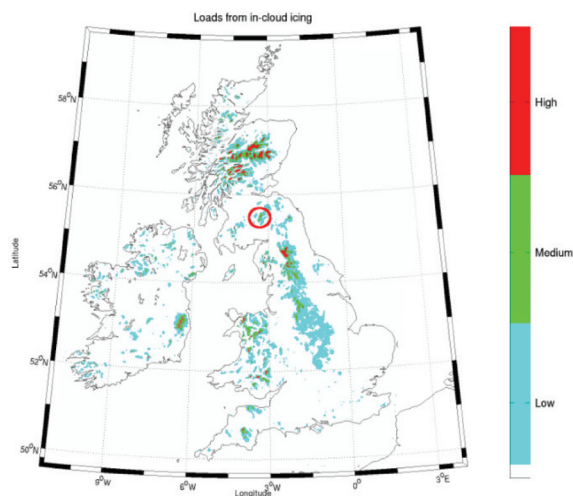 Loads from in-cloud icing
High
Medium
Low
58°N
56°N
54°N
52°N
50°N
Latitude
9°W
6°W
3°W
0°
3°E
Longitude